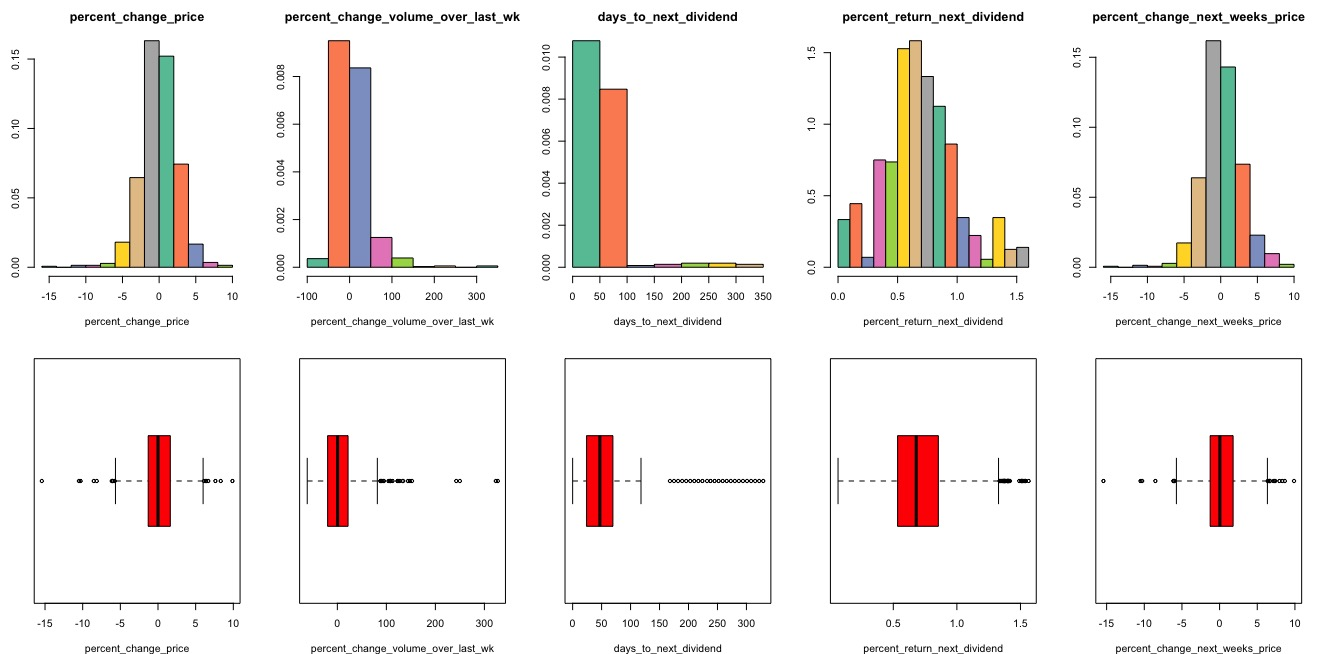 percent_change_price
percent_change_volume_over_last_wk
days_to_next_dividend
percent_return_next_dividend
percent_change_next_weeks_price
0.00 0.05 0.10 0.15
-15 -10 -5 0 5 10
percent_change_price
0.000 0.002 0.004 0.006 0.008
-100 0 100 200 300
percent_change_volume_over_last_wk
0.000 0.002 0.004 0.006 0.008 0.010
0 50 100 150 200 250 300 350
days_to_next_dividend
0.0 0.5 1.0 1.5
0.0 0.5 1.0 1.5
percent_return_next_dividend
0.00 0.05 0.10 0.15
-15 -10 -5 0 5 10
percent_change_next_weeks_price
-15 -10 -5 0 5 10
percent_change_price
0 100 200 300
percent_change_volume_over_last_wk
0 50 100 150 200 250 300
days_to_next_dividend
0.5 1.0 1.5
percent_return_next_dividend
-15 -10 -5 0 5 10
percent_change_next_weeks_price